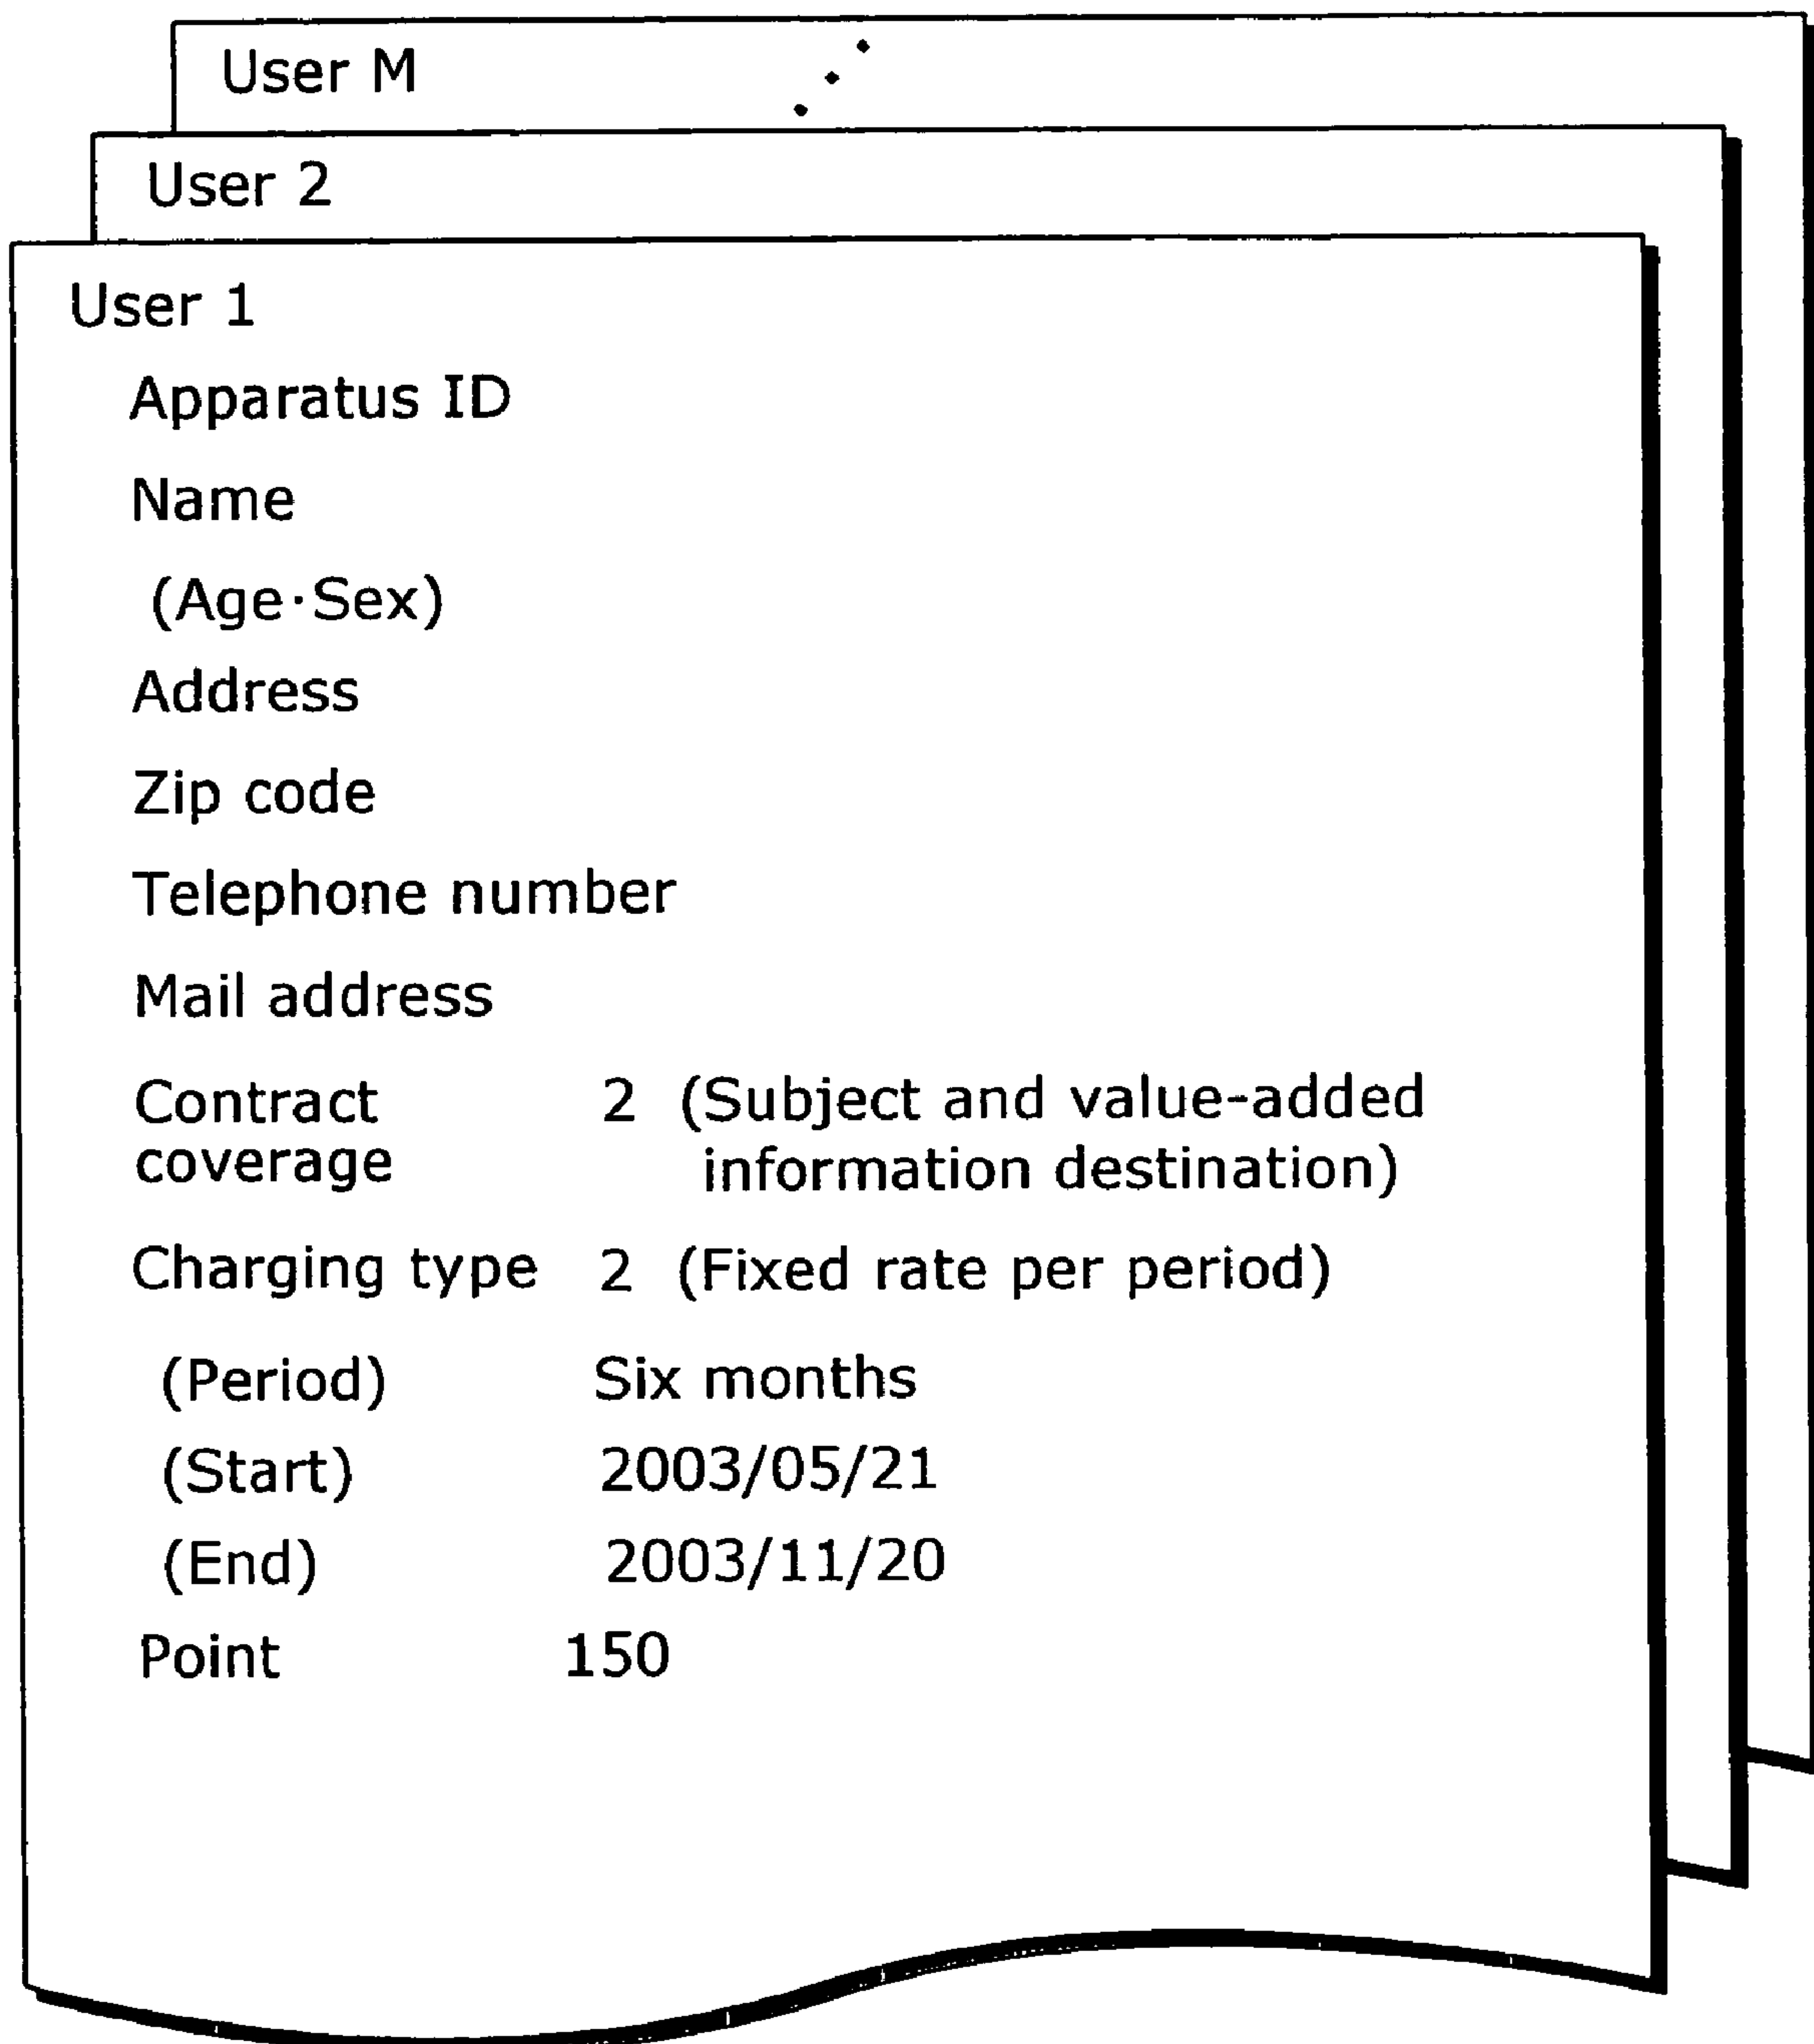 User M
User 2
User 1
Apparatus ID
Name
(Age·Sex)
Address
Zip code
Telephone number
Mail address
Contract coverage 2 (Subject and value-added
information destination)
Charging type 2 (Fixed rate per period)
(Period) Six months
(Start) 2003/05/21
(End) 2003/11/20
Point 150